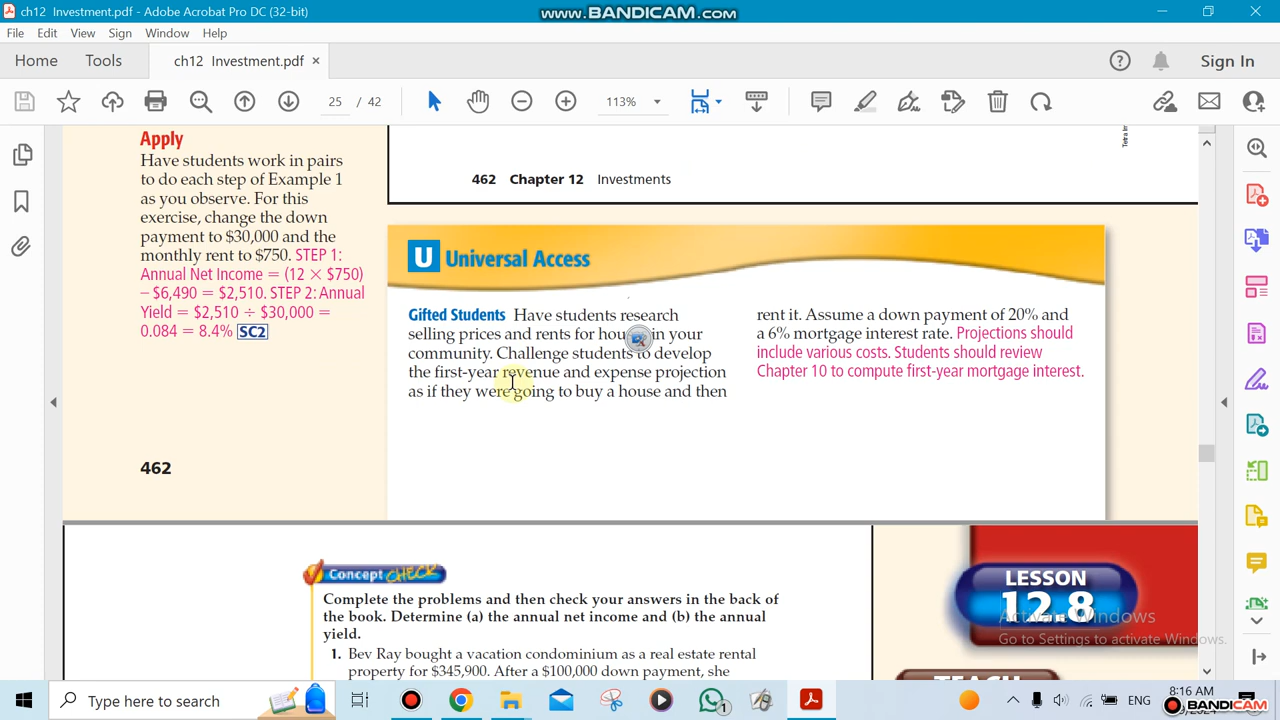 ch12 Investment.pdf - Adobe Acrobat Pro DC (32-bit)
www.BANDICAM.com
File Edit View Sign Window Help
Home Tools ch12 Investment.pdf × Sign In
25 / 42 113%
Apply
Have students work in pairs
to do each step of Example 1
as you observe. For this
exercise, change the down
payment to $30,000 and the
monthly rent to $750. STEP 1:
Annual Net Income = (12 × $750)
– $6,490 = $2,510. STEP 2: Annual
Yield = $2,510 ÷ $30,000 =
0.084 = 8.4% SC2
462
462 Chapter 12 Investments
U Universal Access
Gifted Students Have students research
selling prices and rents for in your
community. Challenge students to develop
the first-year revenue and expense projection
as if they were going to buy a house and then
rent it. Assume a down payment of 20% and
a 6% mortgage interest rate. Projections should
include various costs. Students should review
Chapter 10 to compute first-year mortgage interest.
Concept CHECK
Complete the problems and then check your answers in the back of
the book. Determine (a) the annual net income and (b) the annual
yield.
1. Bev Ray bought a vacation condominium as a real estate rental
property for $345,900. After a $100,000 down payment, she
LESSON
12.8
TEACH
Activate Windows
Go to Settings to activate Windows.
Type here to search
1
ENG
8:16 AM
BANDICAM